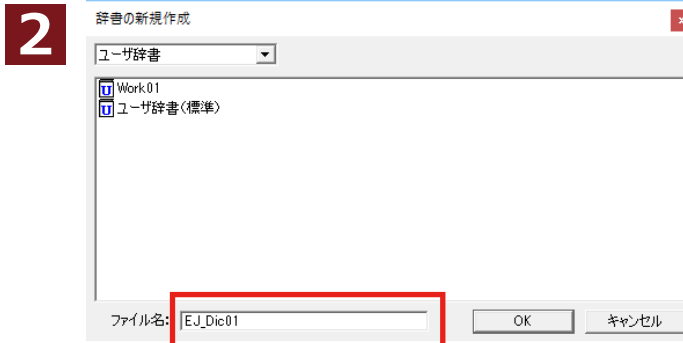 2
辞書の新規作成
ユーザ辞書
Work01
ユーザ辞書(標準)
ファイル名: EJ_Dic01 OK キャンセル